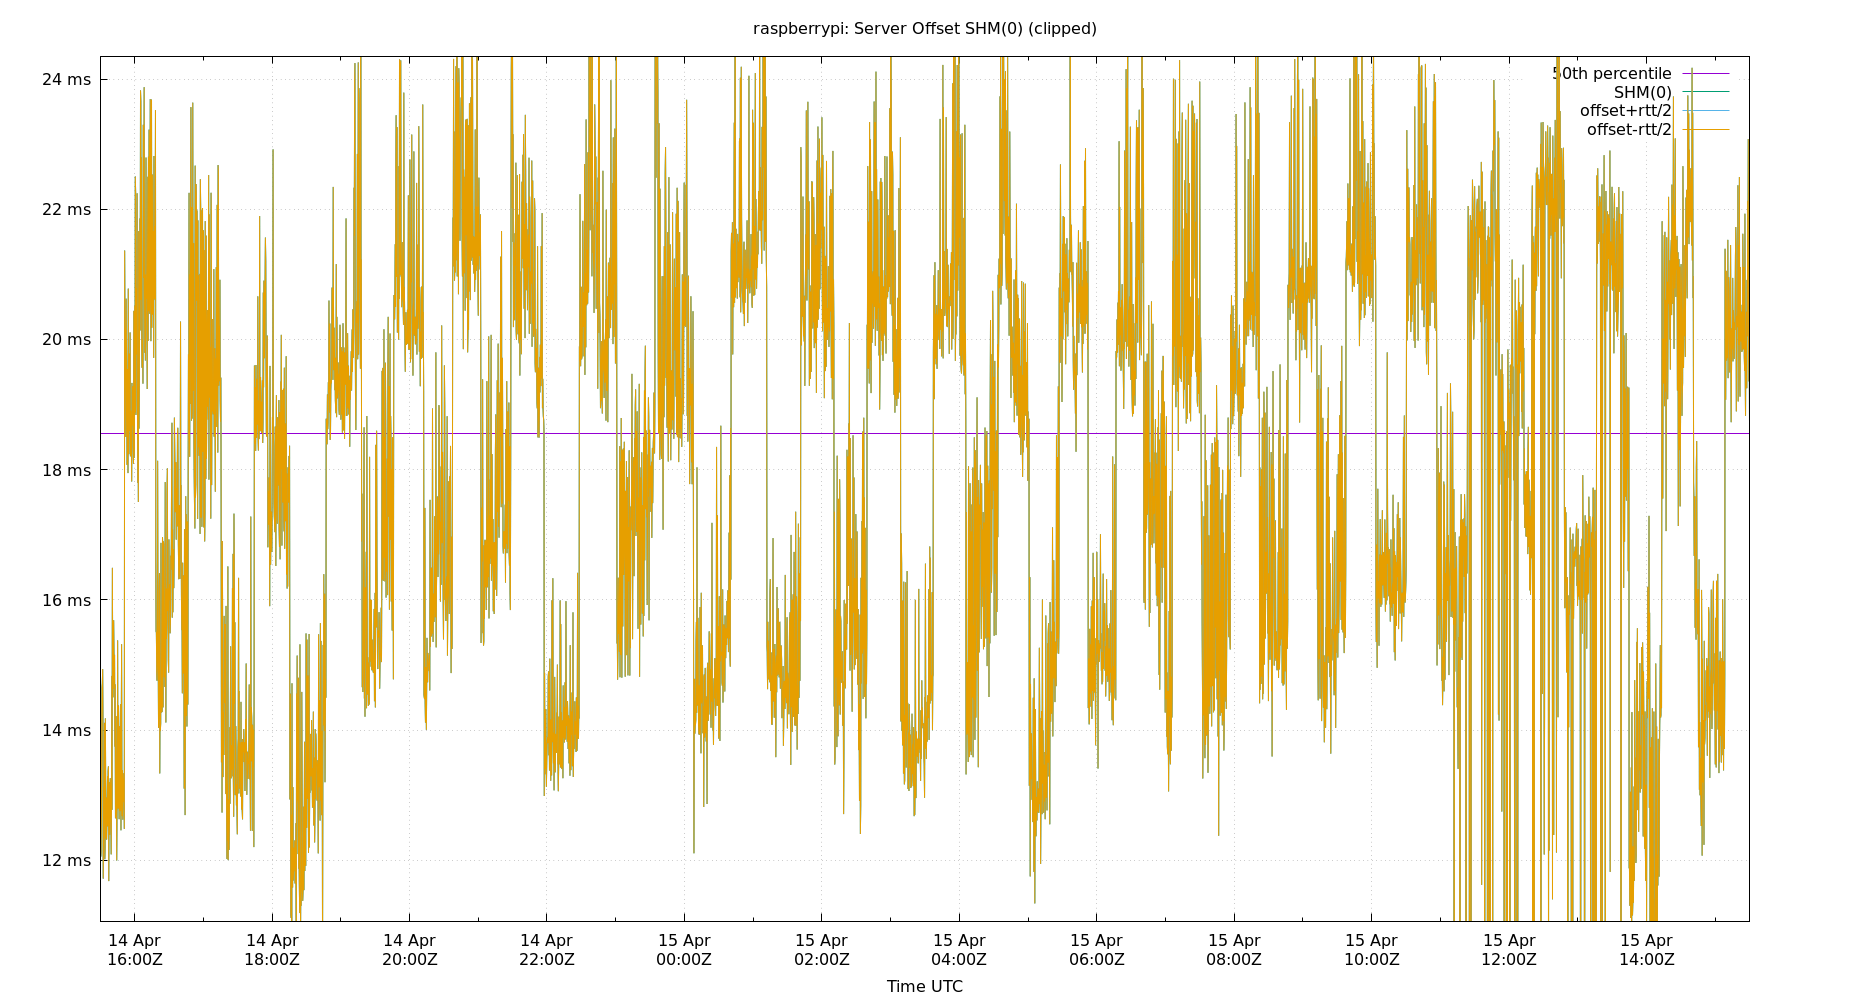 raspberrypi: Server Offset SHM(0) (clipped)
50th percentile
SHM(0)
offset+rtt/2
offset-rtt/2
24 ms
22 ms
20 ms
18 ms
16 ms
14 ms
12 ms
14 Apr 14 Apr 14 Apr 14 Apr 15 Apr 15 Apr 15 Apr 15 Apr 15 Apr 15 Apr 15 Apr 15 Apr
16:00Z 18:00Z 20:00Z 22:00Z 00:00Z 02:00Z 04:00Z 06:00Z 08:00Z 10:00Z 12:00Z 14:00Z
Time UTC